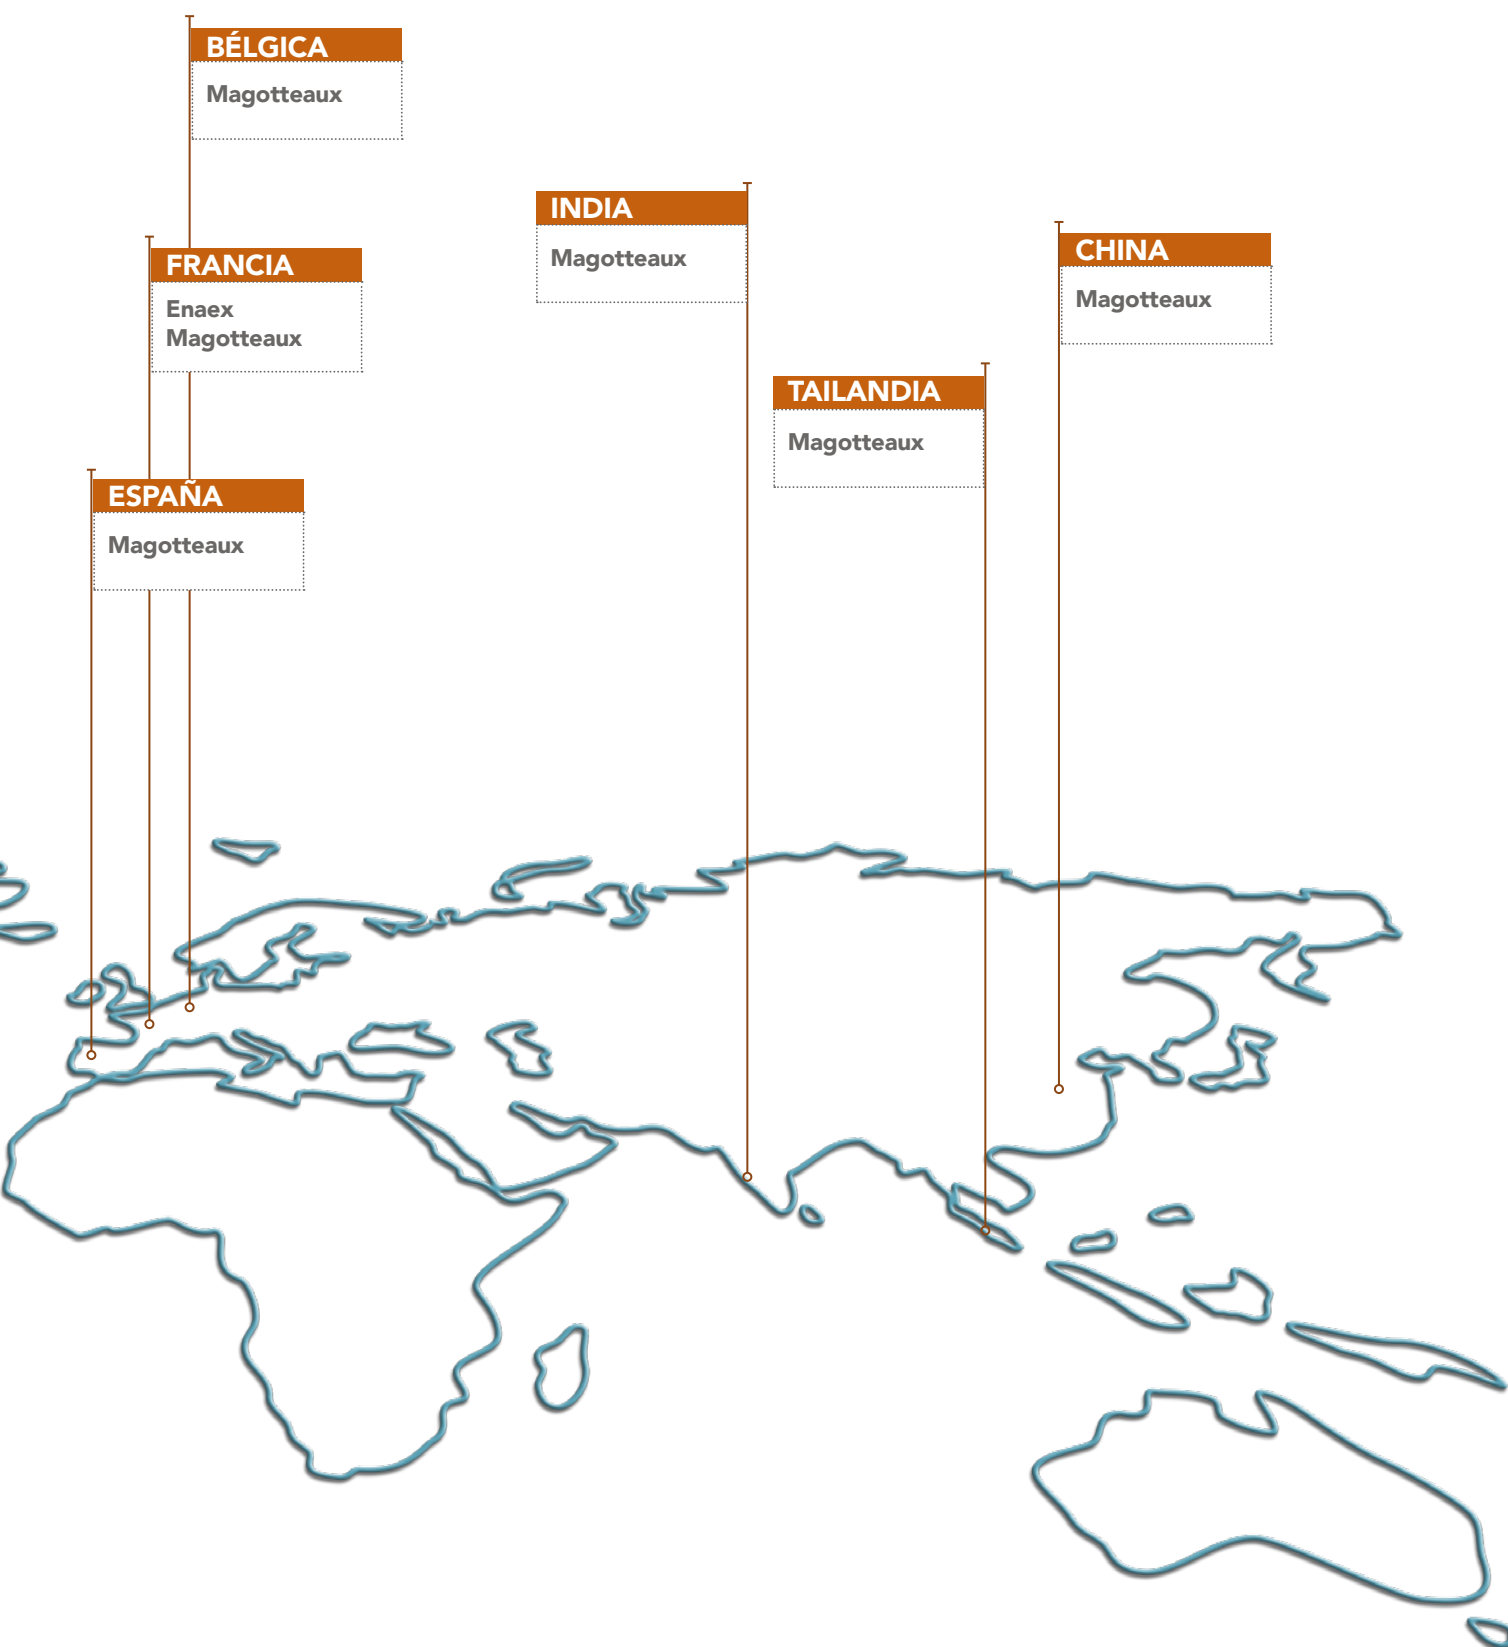 BÉLGICA
Magotteaux
FRANCIA
Enaex
Magotteaux
ESPAÑA
Magotteaux
INDIA
Magotteaux
TAILANDIA
Magotteaux
CHINA
Magotteaux